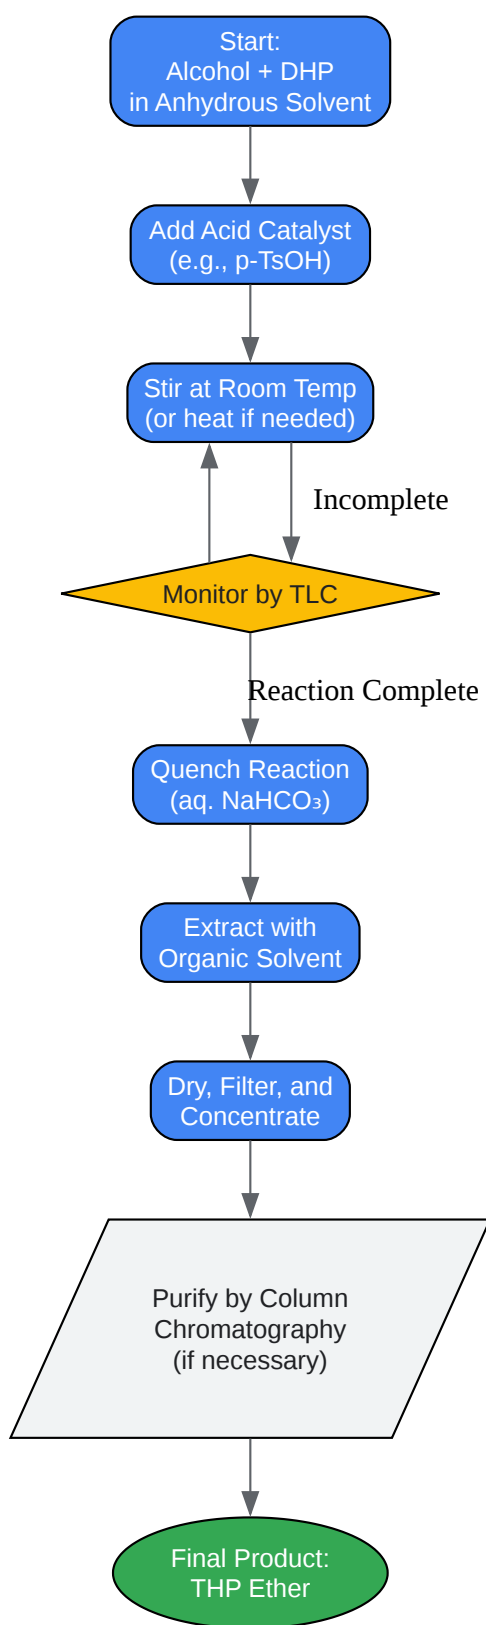 Start:
Alcohol + DHP
in Anhydrous Solvent
Add Acid Catalyst
(e.g., p-TsOH)
Stir at Room Temp
(or heat if needed)
Incomplete
Monitor by TLC
Reaction Complete
Quench Reaction
(aq. NaHCO₃)
Extract with
Organic Solvent
Dry, Filter, and
Concentrate
Purify by Column
Chromatography
(if necessary)
Final Product:
THP Ether